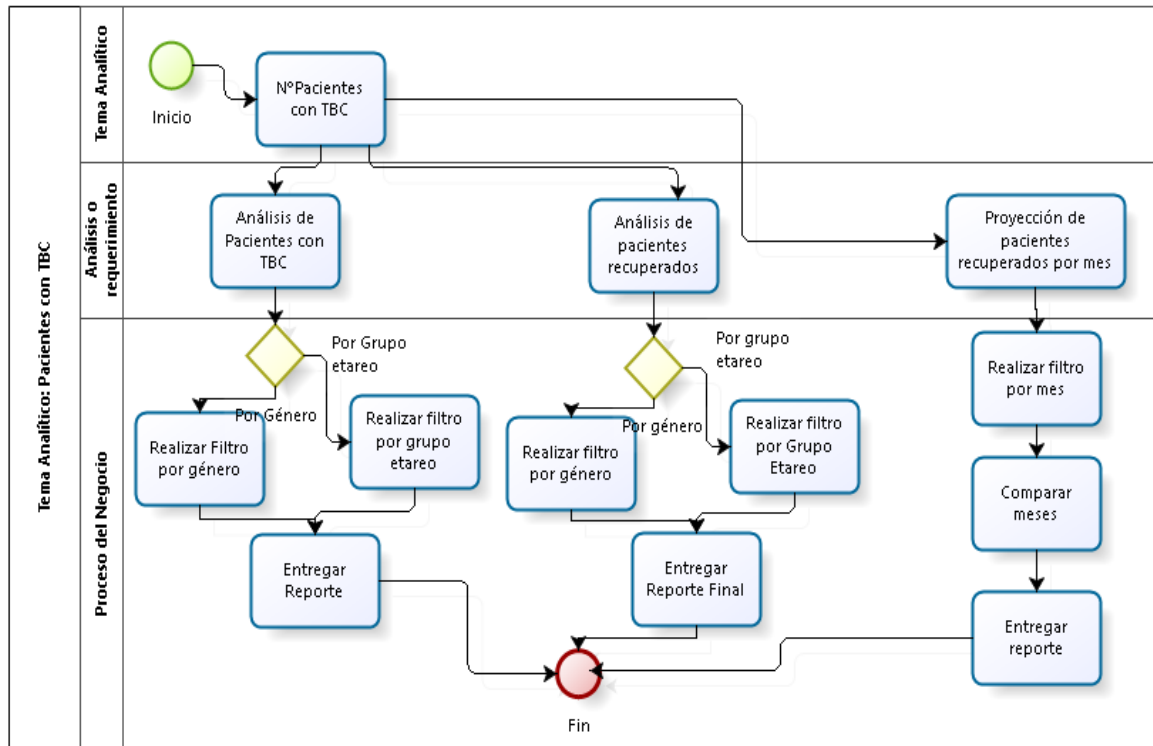 Tema Analítico: Pacientes con TBC
Tema Analítico
Inicio
N°Pacientes
con TBC
Análisis o
requerimiento
Análisis de
Pacientes con
TBC
Análisis de
pacientes
recuperados
Proyección de
pacientes
recuperados por mes
Proceso del Negocio
Por Grupo
etareo
Por Género
Realizar Filtro
por género
Realizar filtro
por grupo
etareo
Entregar
Reporte
Por grupo
etareo
Por género
Realizar filtro
por género
Realizar filtro
por Grupo
Etareo
Entregar
Reporte Final
Realizar filtro
por mes
Comparar
meses
Entregar
reporte
Fin